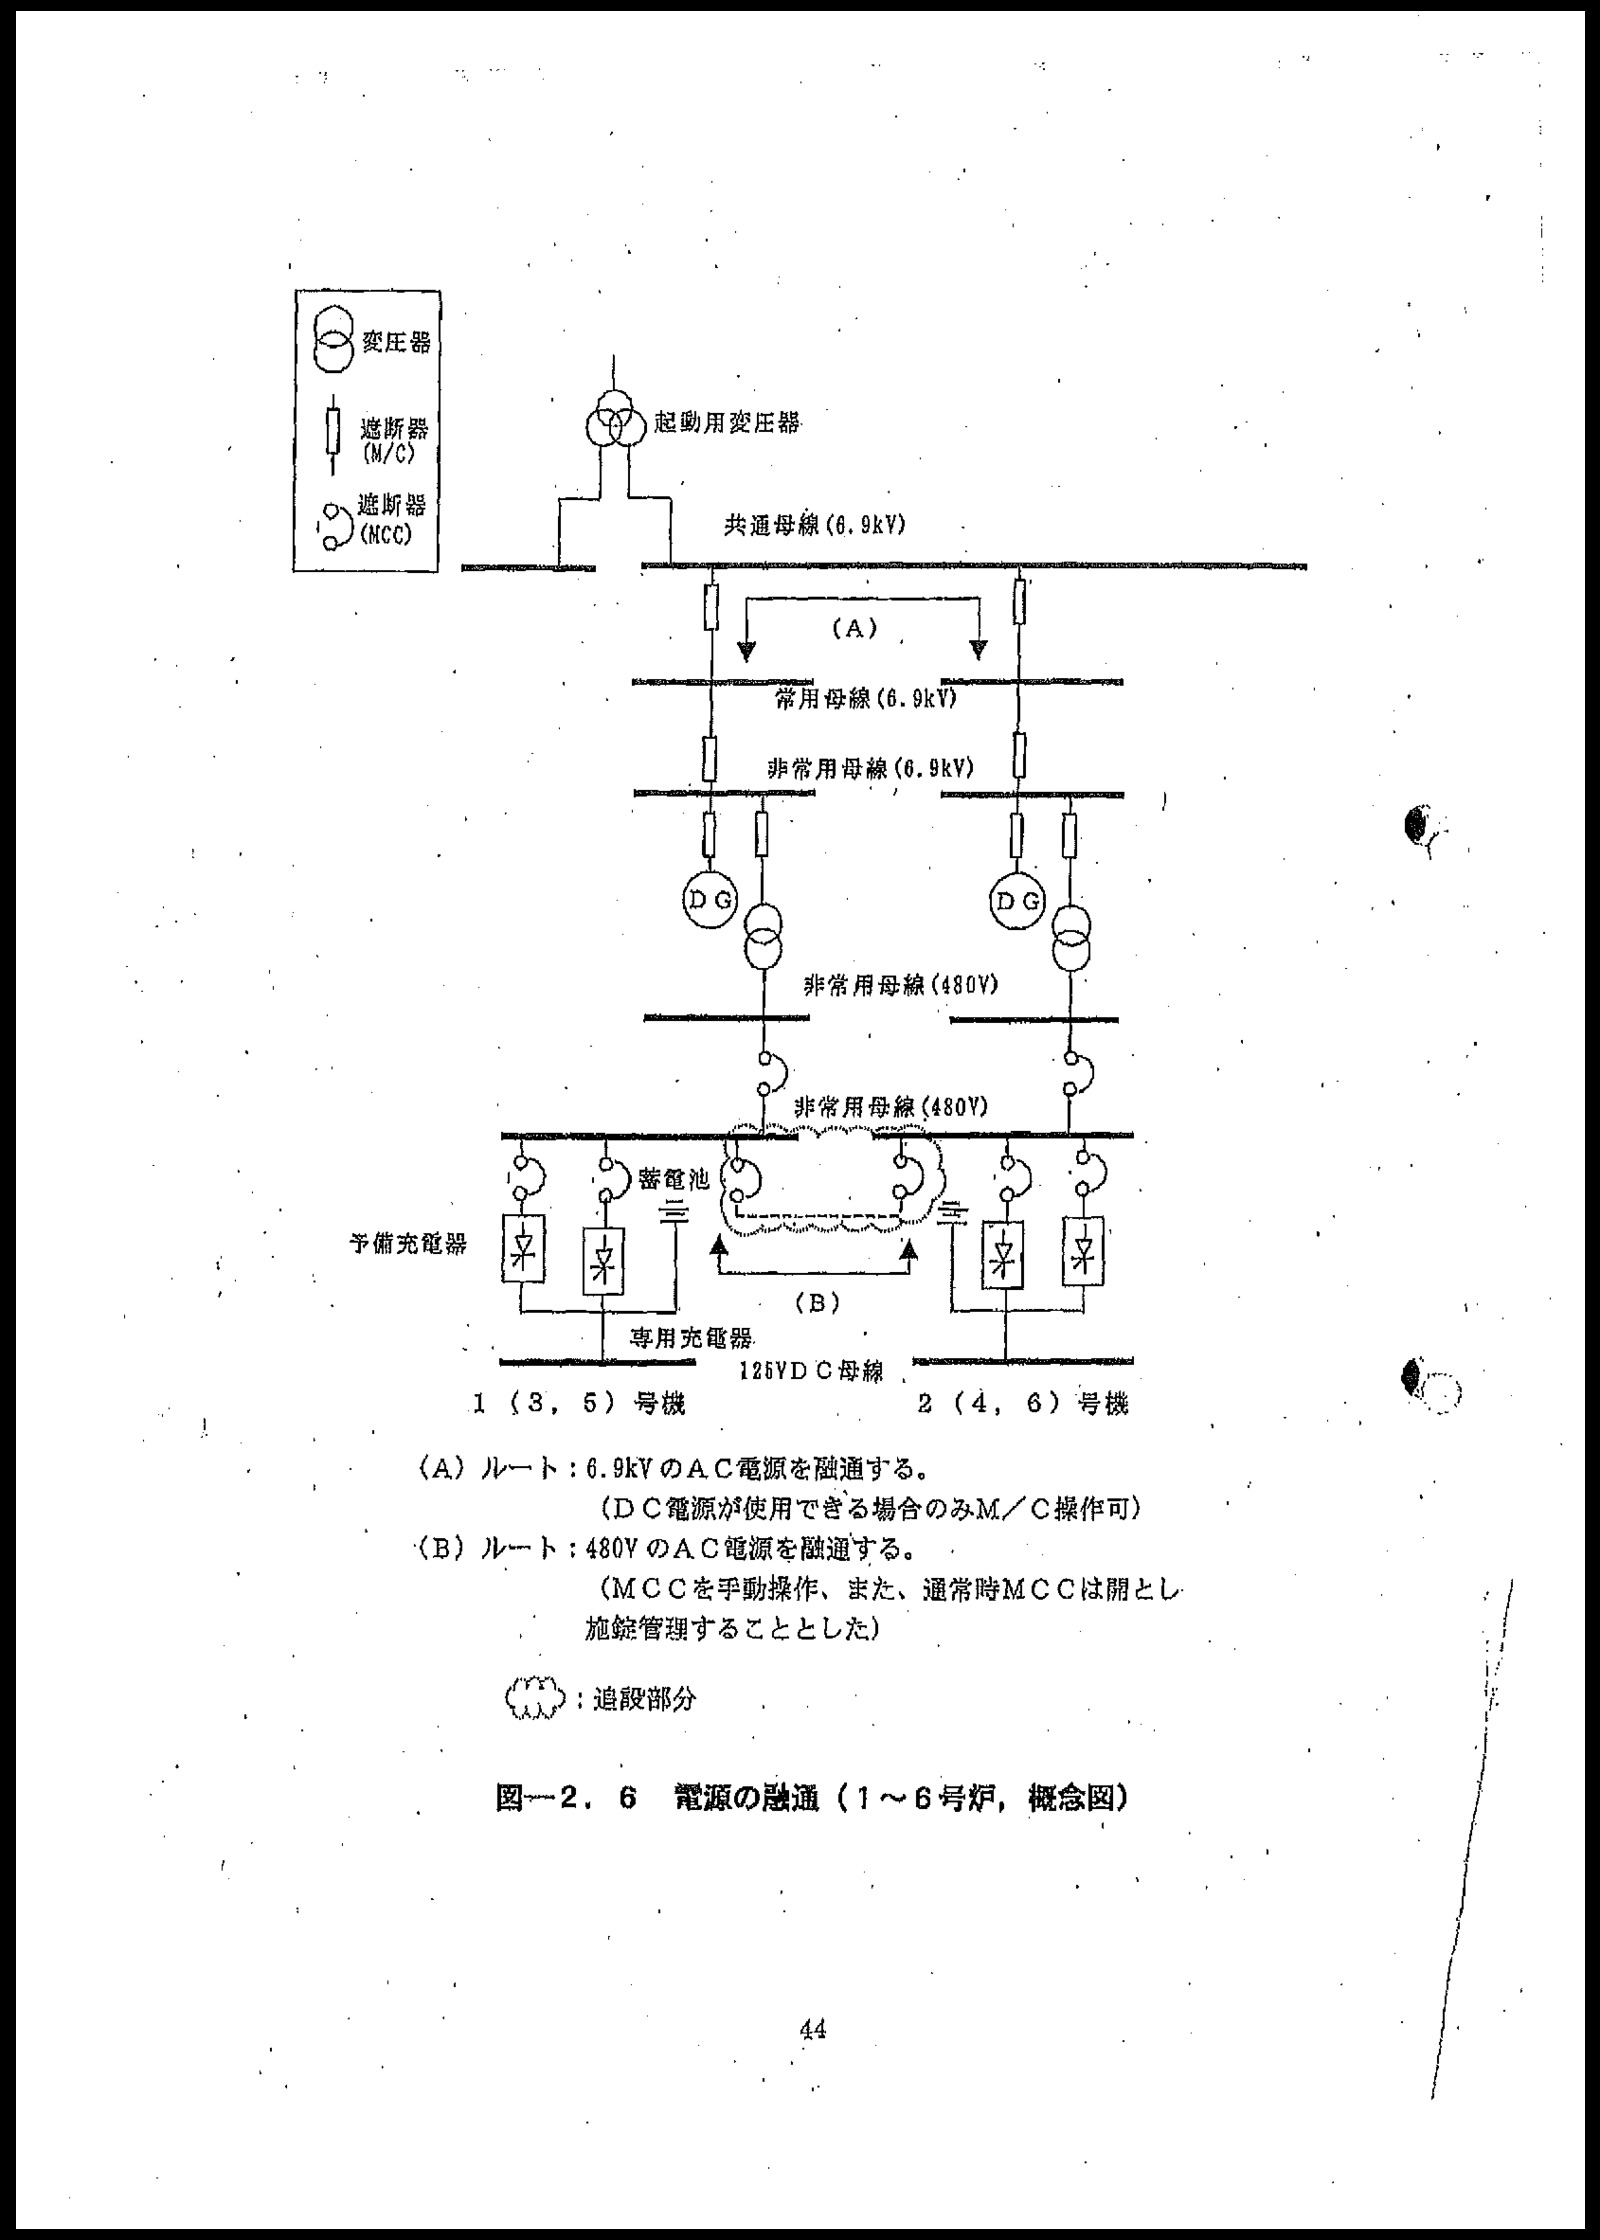 変圧器
遮断器
(M/C)
遮断器
(MCC)
起動用変圧器
共通母線(6.9kV)
(A)
常用母線(6.9kV)
非常用母線(6.9kV)
DG
DG
非常用母線(480V)
非常用母線(480V)
蓄電池
予備充電器
(B)
専用充電器
125VDC母線
1(3,5)号機
2(4,6)号機
(A)ルート:6.9kVのAC電源を融通する。
(DC電源が使用できる場合のみM/C操作可)
(B)ルート:480VのAC電源を融通する。
(MCCを手動操作、また、通常時MCCは開とし
施錠管理することとした)
:追設部分
図—2.6 電源の融通(1~6号炉,概念図)
44